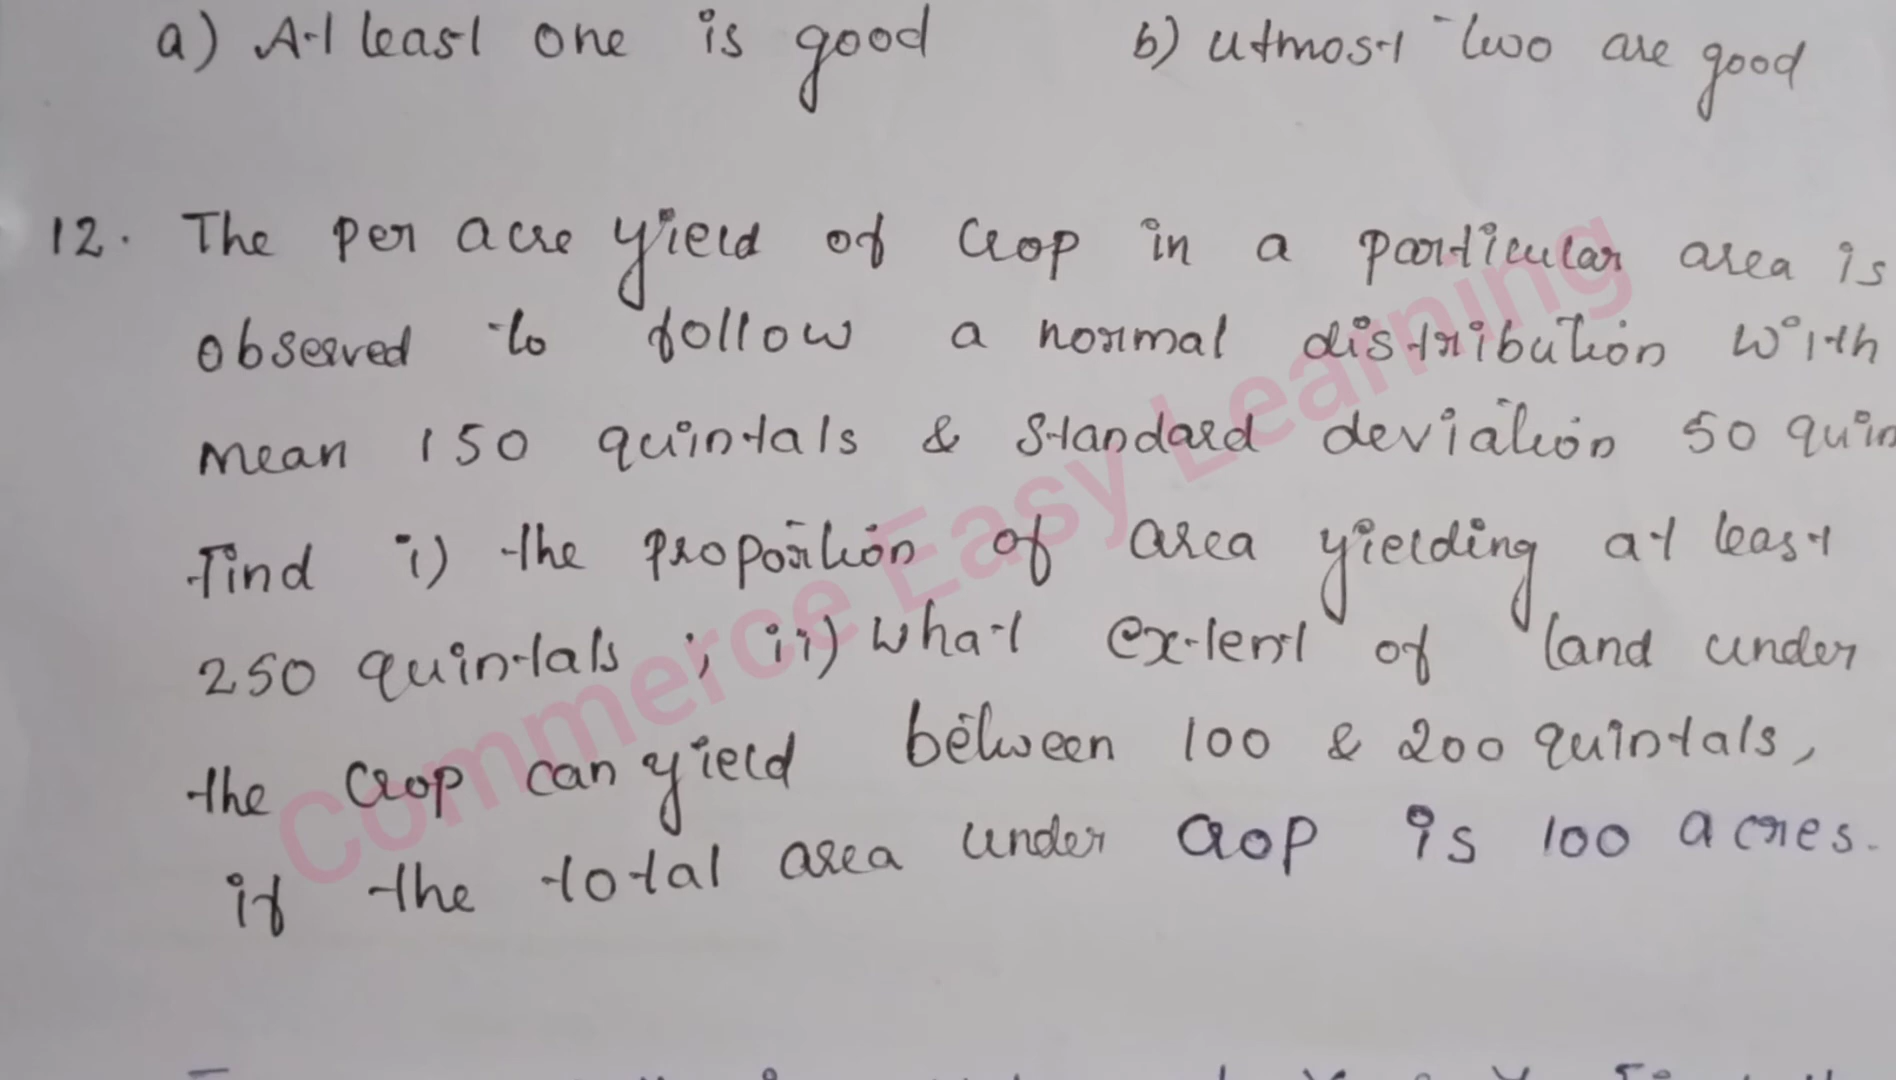 a) At least one is good b) utmost two are good
12. The per acre yield of crop in a particular area is
observed to follow a normal distribution with
mean 150 quintals & standard deviation 50 quin
Find i) the proportion of area yielding at least
250 quintals ; ii) what extent of land under
the crop can yield between 100 & 200 quintals,
if the total area under crop is 100 acres.
Commerce Easy Learning